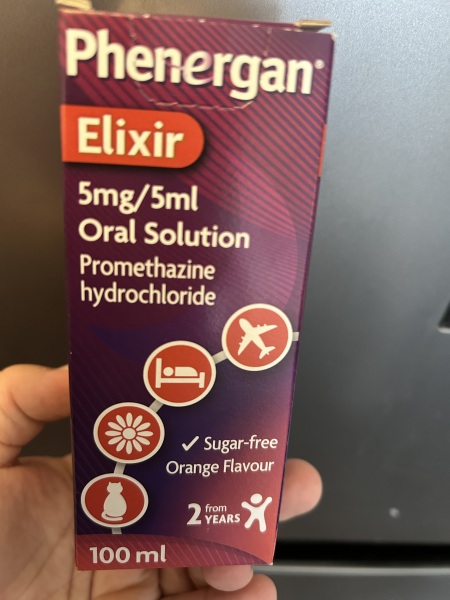 Phenergan®
Elixir
5mg/5ml
Oral Solution
Promethazine
hydrochloride
✓ Sugar-free
Orange Flavour
2 from
YEARS
100 ml